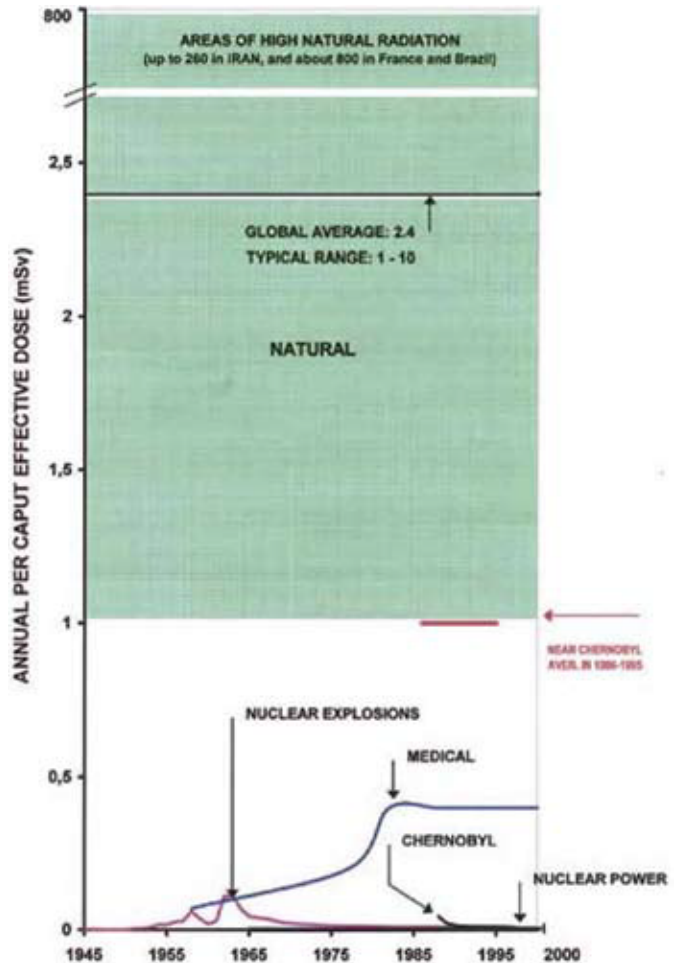 800
AREAS OF HIGH NATURAL RADIATION
(up to 260 in IRAN, and about 800 in France and Brazil)
2,5
GLOBAL AVERAGE: 2.4
TYPICAL RANGE: 1 - 10
2
NATURAL
ANNUAL PER CAPUT EFFECTIVE DOSE (mSv)
1,5
1
NEAR CHERNOBYL
IN 1986-1995
NUCLEAR EXPLOSIONS
MEDICAL
0,5
CHERNOBYL
NUCLEAR POWER
0
1945
1955
1965
1975
1985
1995
2000